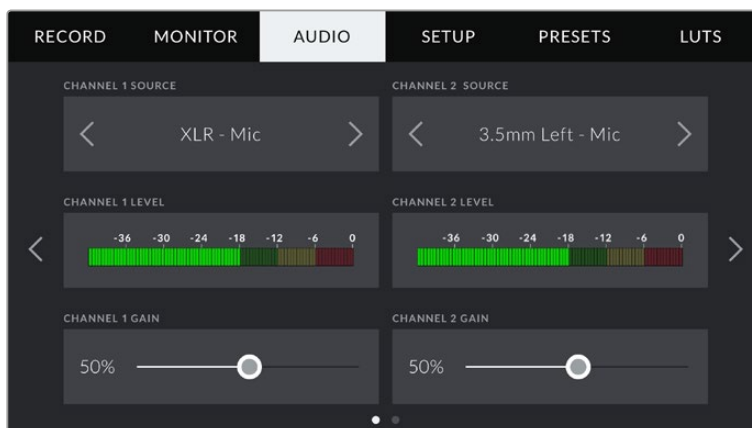 RECORD MONITOR AUDIO SETUP PRESETS LUTS
CHANNEL 1 SOURCE CHANNEL 2 SOURCE
XLR - Mic 3.5mm Left - Mic
CHANNEL 1 LEVEL CHANNEL 2 LEVEL
-36 -30 -24 -18 -12 -6 0 -36 -30 -24 -18 -12 -6 0
CHANNEL 1 GAIN CHANNEL 2 GAIN
50% 50%